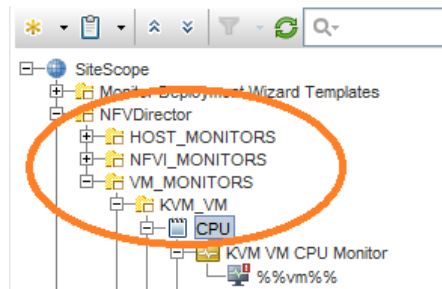 SiteScope
Monitor Deployment Wizard Templates
NFVDirector
HOST_MONITORS
NFVI_MONITORS
VM_MONITORS
KVM_VM
CPU
KVM VM CPU Monitor
%%vm%%